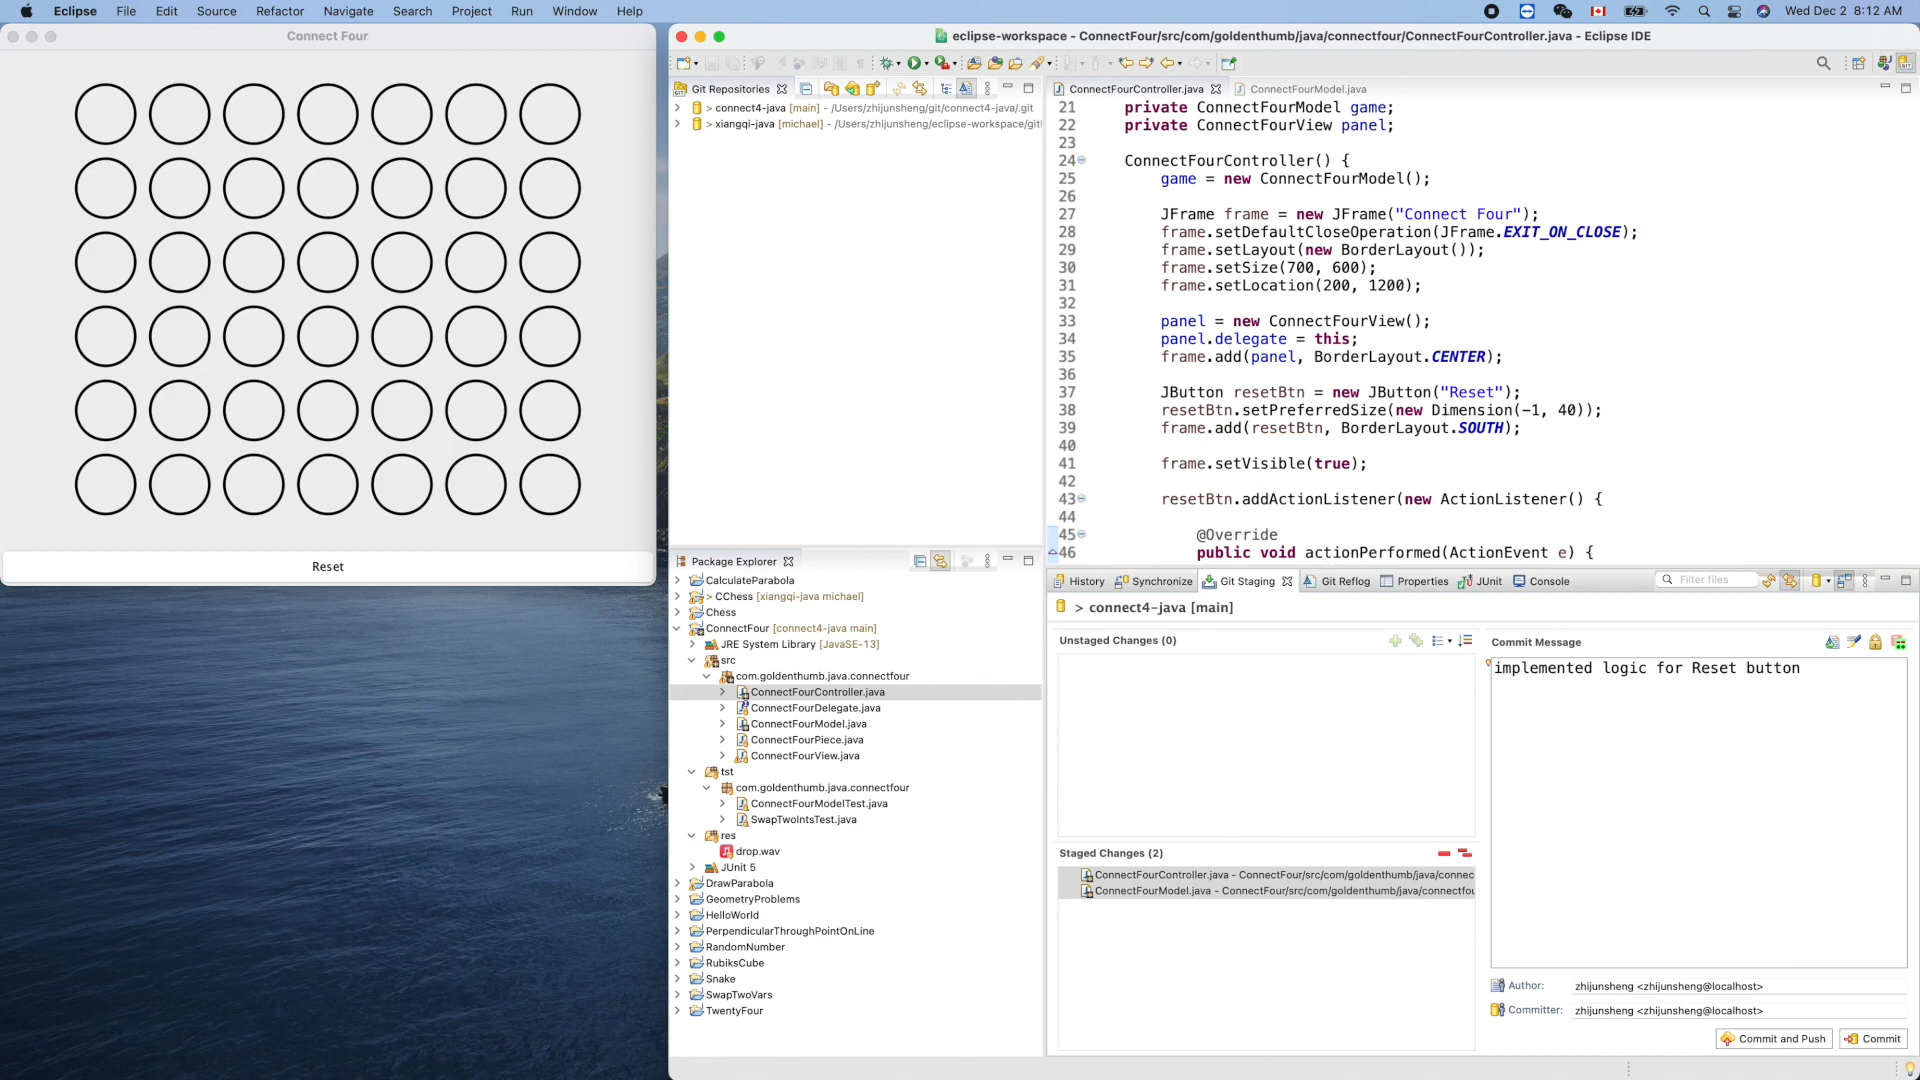 Eclipse File Edit Source Refactor Navigate Search Project Run Window Help Wed Dec 2 8:12 AM
Connect Four
Reset
eclipse-workspace - ConnectFour/src/com/goldenthumb/java/connectfour/ConnectFourController.java - Eclipse IDE
Git Repositories
> connect4-java [main] - /Users/zhijunsheng/git/connect4-java/.git
> xiangqi-java [michael] - /Users/zhijunsheng/eclipse-workspace/git
Package Explorer
CalculateParabola
> CChess [xiangqi-java michael]
Chess
ConnectFour [connect4-java main]
JRE System Library [JavaSE-13]
src
com.goldenthumb.java.connectfour
ConnectFourController.java
ConnectFourDelegate.java
ConnectFourModel.java
ConnectFourPiece.java
ConnectFourView.java
tst
com.goldenthumb.java.connectfour
ConnectFourModelTest.java
SwapTwoIntsTest.java
res
drop.wav
JUnit 5
DrawParabola
GeometryProblems
HelloWorld
PerpendicularThroughPointOnLine
RandomNumber
RubiksCube
Snake
SwapTwoVars
TwentyFour
ConnectFourController.java ConnectFourModel.java
21 private ConnectFourModel game;
22 private ConnectFourView panel;
23
24 ConnectFourController() {
25 game = new ConnectFourModel();
26
27 JFrame frame = new JFrame("Connect Four");
28 frame.setDefaultCloseOperation(JFrame.EXIT_ON_CLOSE);
29 frame.setLayout(new BorderLayout());
30 frame.setSize(700, 600);
31 frame.setLocation(200, 1200);
32
33 panel = new ConnectFourView();
34 panel.delegate = this;
35 frame.add(panel, BorderLayout.CENTER);
36
37 JButton resetBtn = new JButton("Reset");
38 resetBtn.setPreferredSize(new Dimension(-1, 40));
39 frame.add(resetBtn, BorderLayout.SOUTH);
40
41 frame.setVisible(true);
42
43 resetBtn.addActionListener(new ActionListener() {
44
45 @Override
46 public void actionPerformed(ActionEvent e) {
History Synchronize Git Staging Git Reflog Properties JUnit Console Filter files
> connect4-java [main]
Unstaged Changes (0)
Staged Changes (2)
ConnectFourController.java - ConnectFour/src/com/goldenthumb/java/connec
ConnectFourModel.java - ConnectFour/src/com/goldenthumb/java/connectfou
Commit Message
implemented logic for Reset button
Author: zhijunsheng <zhijunsheng@localhost>
Committer: zhijunsheng <zhijunsheng@localhost>
Commit and Push Commit